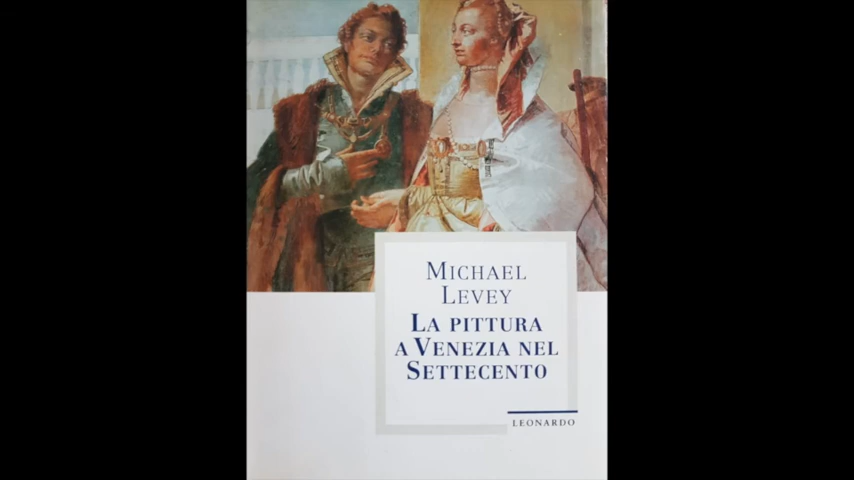 MICHAEL
LEVEY
LA PITTURA
A VENEZIA NEL
SETTECENTO
LEONARDO